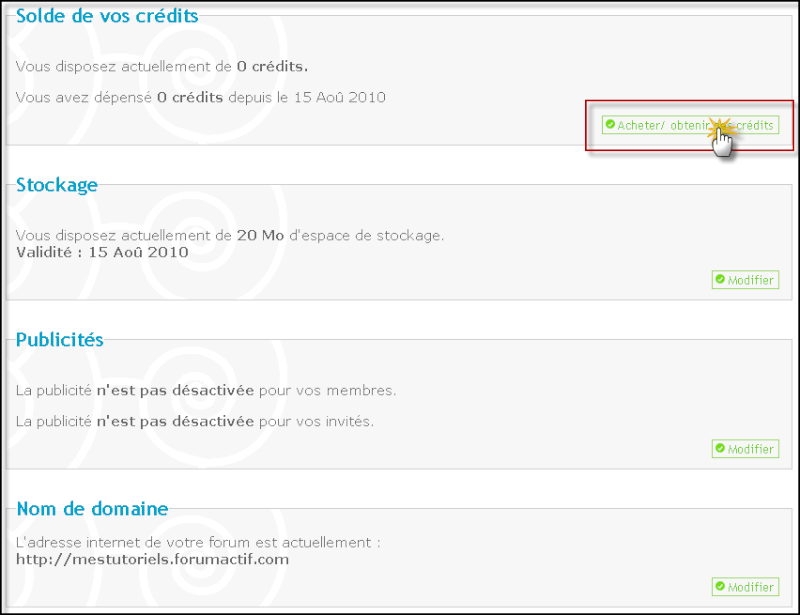 Solde de vos crédits
Vous disposez actuellement de 0 crédits.
Vous avez dépensé 0 crédits depuis le 15 Aoû 2010
Acheter/ obtenir crédits
Stockage
Vous disposez actuellement de 20 Mo d'espace de stockage.
Validité : 15 Aoû 2010
Modifier
Publicités
La publicité n'est pas désactivée pour vos membres.
La publicité n'est pas désactivée pour vos invités.
Modifier
Nom de domaine
L'adresse internet de votre forum est actuellement :
http://mestutoriels.forumactif.com
Modifier